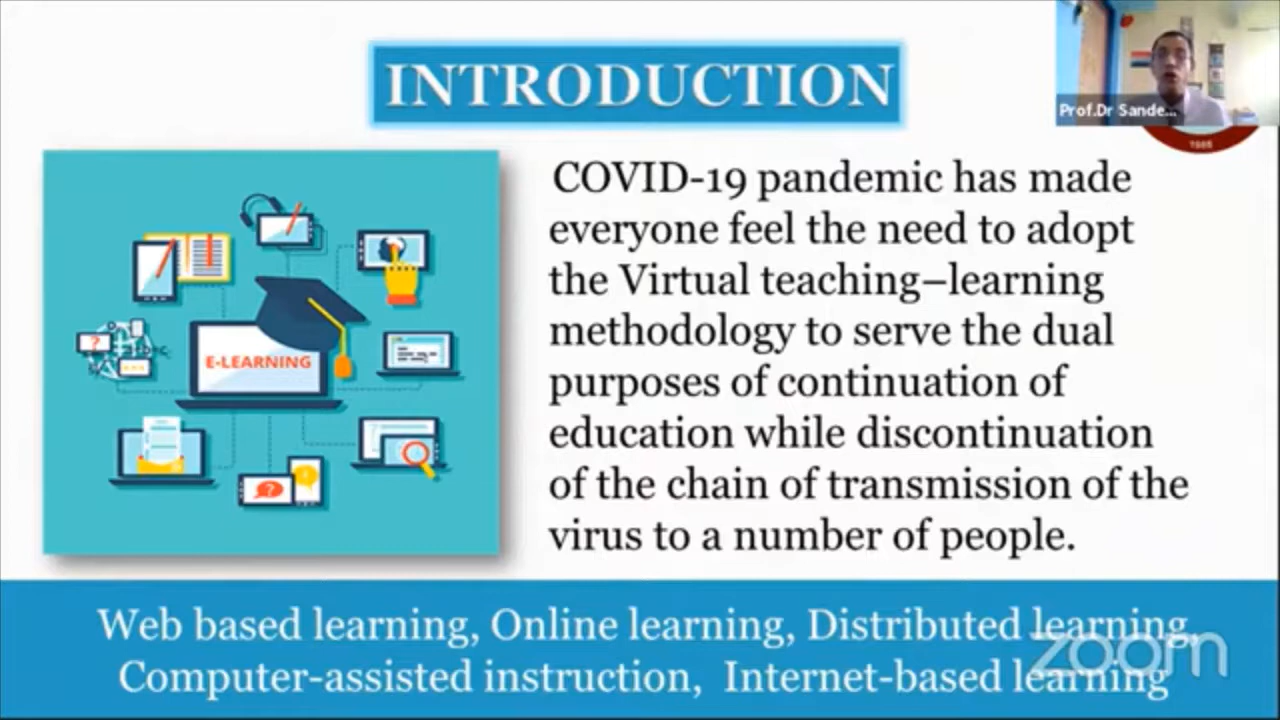 INTRODUCTION
Prof.Dr Sande...
1988
COVID-19 pandemic has made
everyone feel the need to adopt
the Virtual teaching–learning
methodology to serve the dual
purposes of continuation of
education while discontinuation
of the chain of transmission of the
virus to a number of people.
E-LEARNING
?
?
Web based learning, Online learning, Distributed learning,
Computer-assisted instruction, Internet-based learning
zoom